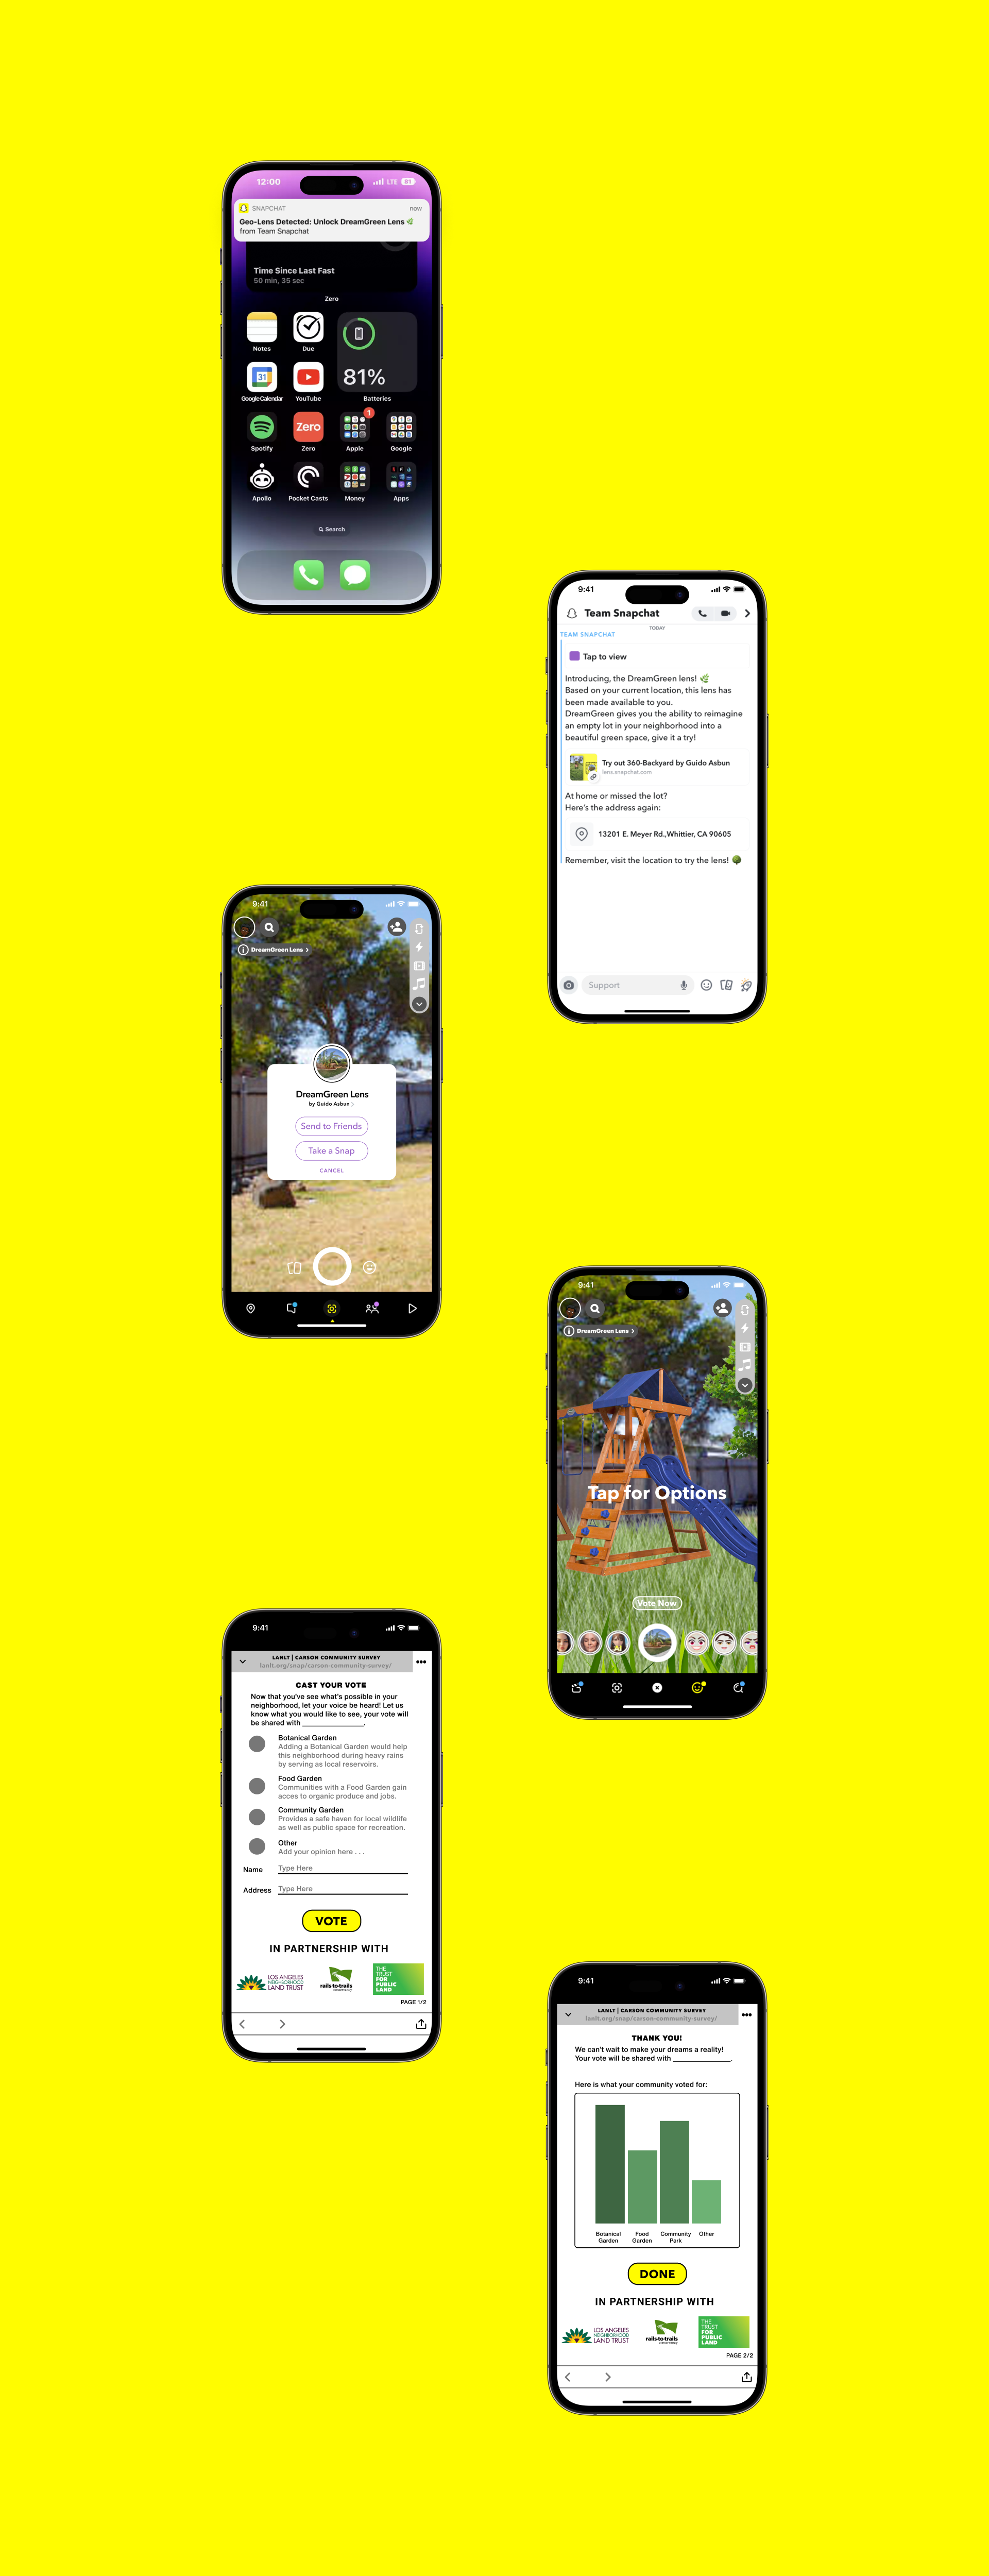 12:00
LTE 81
SNAPCHAT now
Geo-Lens Detected: Unlock DreamGreen Lens
from Team Snapchat
Time Since Last Fast
50 min, 35 sec
Zero
Notes
Due
31
81%
Google Calendar
YouTube
Batteries
Zero
1
Spotify
Zero
Apple
Google
Apollo
Pocket Casts
Money
Apps
Search
9:41
Team Snapchat
TODAY
TEAM SNAPCHAT
Tap to view
Introducing, the DreamGreen lens!
Based on your current location, this lens has
been made available to you.
DreamGreen gives you the ability to reimagine
an empty lot in your neighborhood into a
beautiful green space, give it a try!
Try out 360-Backyard by Guido Asbun
lens.snapchat.com
At home or missed the lot?
Here's the address again:
13201 E. Meyer Rd.,Whittier, CA 90605
Remember, visit the location to try the lens!
Support
9:41
DreamGreen Lens
DreamGreen Lens
by Guido Asbun
Send to Friends
Take a Snap
CANCEL
9:41
DreamGreen Lens
Tap for Options
Vote Now
AI
9:41
LANLT | CARSON COMMUNITY SURVEY
lanlt.org/snap/carson-community-survey/
CAST YOUR VOTE
Now that you've see what's possible in your
neighborhood, let your voice be heard! Let us
know what you would like to see, your vote will
be shared with ________________.
Botanical Garden
Adding a Botanical Garden would help
this neighborhood during heavy rains
by serving as local reservoirs.
Food Garden
Communities with a Food Garden gain
acces to organic produce and jobs.
Community Garden
Provides a safe haven for local wildlife
as well as public space for recreation.
Other
Add your opinion here . . .
Name Type Here
Address Type Here
VOTE
IN PARTNERSHIP WITH
LOS ANGELES
NEIGHBORHOOD
LAND TRUST
rails-to-trails
conservancy
THE
TRUST
FOR
PUBLIC
LAND
PAGE 1/2
9:41
LANLT | CARSON COMMUNITY SURVEY
lanlt.org/snap/carson-community-survey/
THANK YOU!
We can't wait to make your dreams a reality!
Your vote will be shared with _______________.
Here is what your community voted for:
Botanical Garden
Food Garden
Community Park
Other
DONE
IN PARTNERSHIP WITH
LOS ANGELES
NEIGHBORHOOD
LAND TRUST
rails-to-trails
conservancy
THE
TRUST
FOR
PUBLIC
LAND
PAGE 2/2